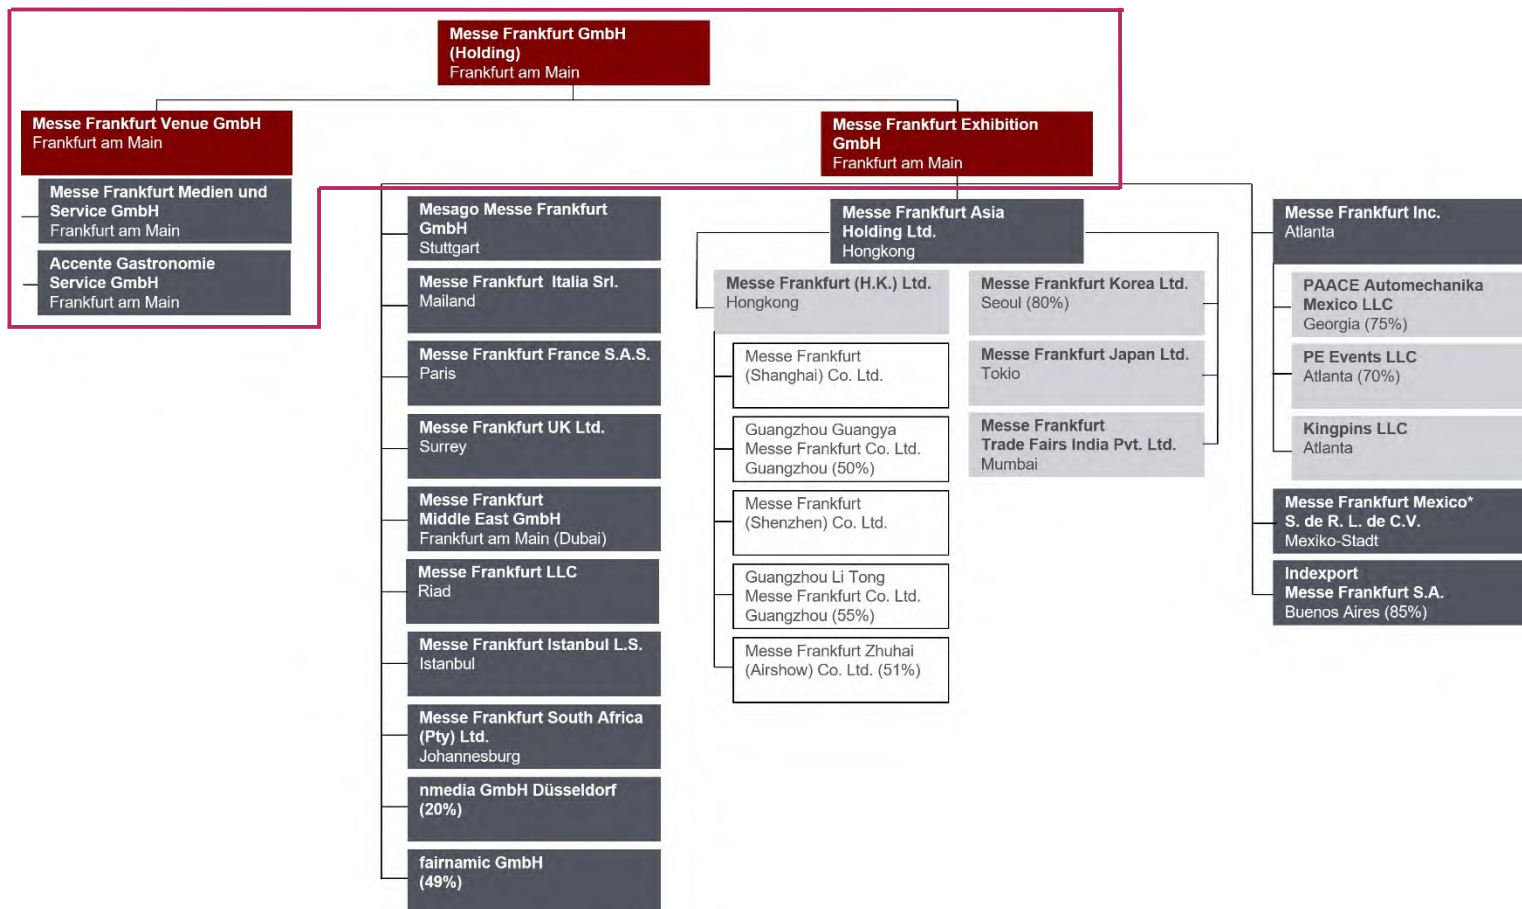 Messe Frankfurt GmbH
(Holding)
Frankfurt am Main
Messe Frankfurt Venue GmbH
Frankfurt am Main
Messe Frankfurt Exhibition
GmbH
Frankfurt am Main
Messe Frankfurt Medien und
Service GmbH
Frankfurt am Main
Accente Gastronomie
Service GmbH
Frankfurt am Main
Mesago Messe Frankfurt
GmbH
Stuttgart
Messe Frankfurt Italia Srl.
Mailand
Messe Frankfurt France S.A.S.
Paris
Messe Frankfurt UK Ltd.
Surrey
Messe Frankfurt
Middle East GmbH
Frankfurt am Main (Dubai)
Messe Frankfurt LLC
Riad
Messe Frankfurt Istanbul L.S.
Istanbul
Messe Frankfurt South Africa
(Pty) Ltd.
Johannesburg
nmedia GmbH Düsseldorf
(20%)
fairnamic GmbH
(49%)
Messe Frankfurt Asia
Holding Ltd.
Hongkong
Messe Frankfurt (H.K.) Ltd.
Hongkong
Messe Frankfurt
(Shanghai) Co. Ltd.
Guangzhou Guangya
Messe Frankfurt Co. Ltd.
Guangzhou (50%)
Messe Frankfurt
(Shenzhen) Co. Ltd.
Guangzhou Li Tong
Messe Frankfurt Co. Ltd.
Guangzhou (55%)
Messe Frankfurt Zhuhai
(Airshow) Co. Ltd. (51%)
Messe Frankfurt Korea Ltd.
Seoul (80%)
Messe Frankfurt Japan Ltd.
Tokio
Messe Frankfurt
Trade Fairs India Pvt. Ltd.
Mumbai
Messe Frankfurt Inc.
Atlanta
PAACE Automechanika
Mexico LLC
Georgia (75%)
PE Events LLC
Atlanta (70%)
Kingpins LLC
Atlanta
Messe Frankfurt Mexico*
S. de R. L. de C.V.
Mexiko-Stadt
Indexport
Messe Frankfurt S.A.
Buenos Aires (85%)